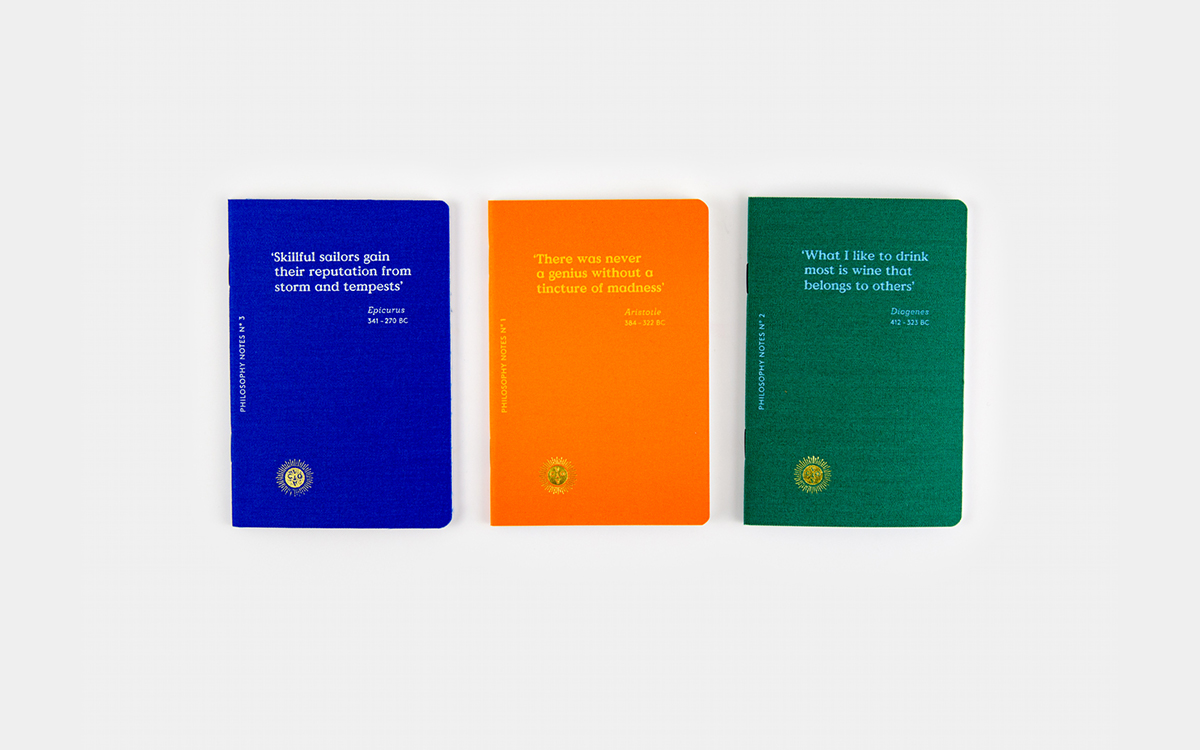 'Skillful sailors gain
their reputation from
storm and tempests'
Epicurus
341 – 270 BC
PHILOSOPHY NOTES Nº 3
'There was never
a genius without a
tincture of madness'
Aristotle
384 – 322 BC
PHILOSOPHY NOTES Nº 1
'What I like to drink
most is wine that
belongs to others'
Diogenes
412 – 323 BC
PHILOSOPHY NOTES Nº 2